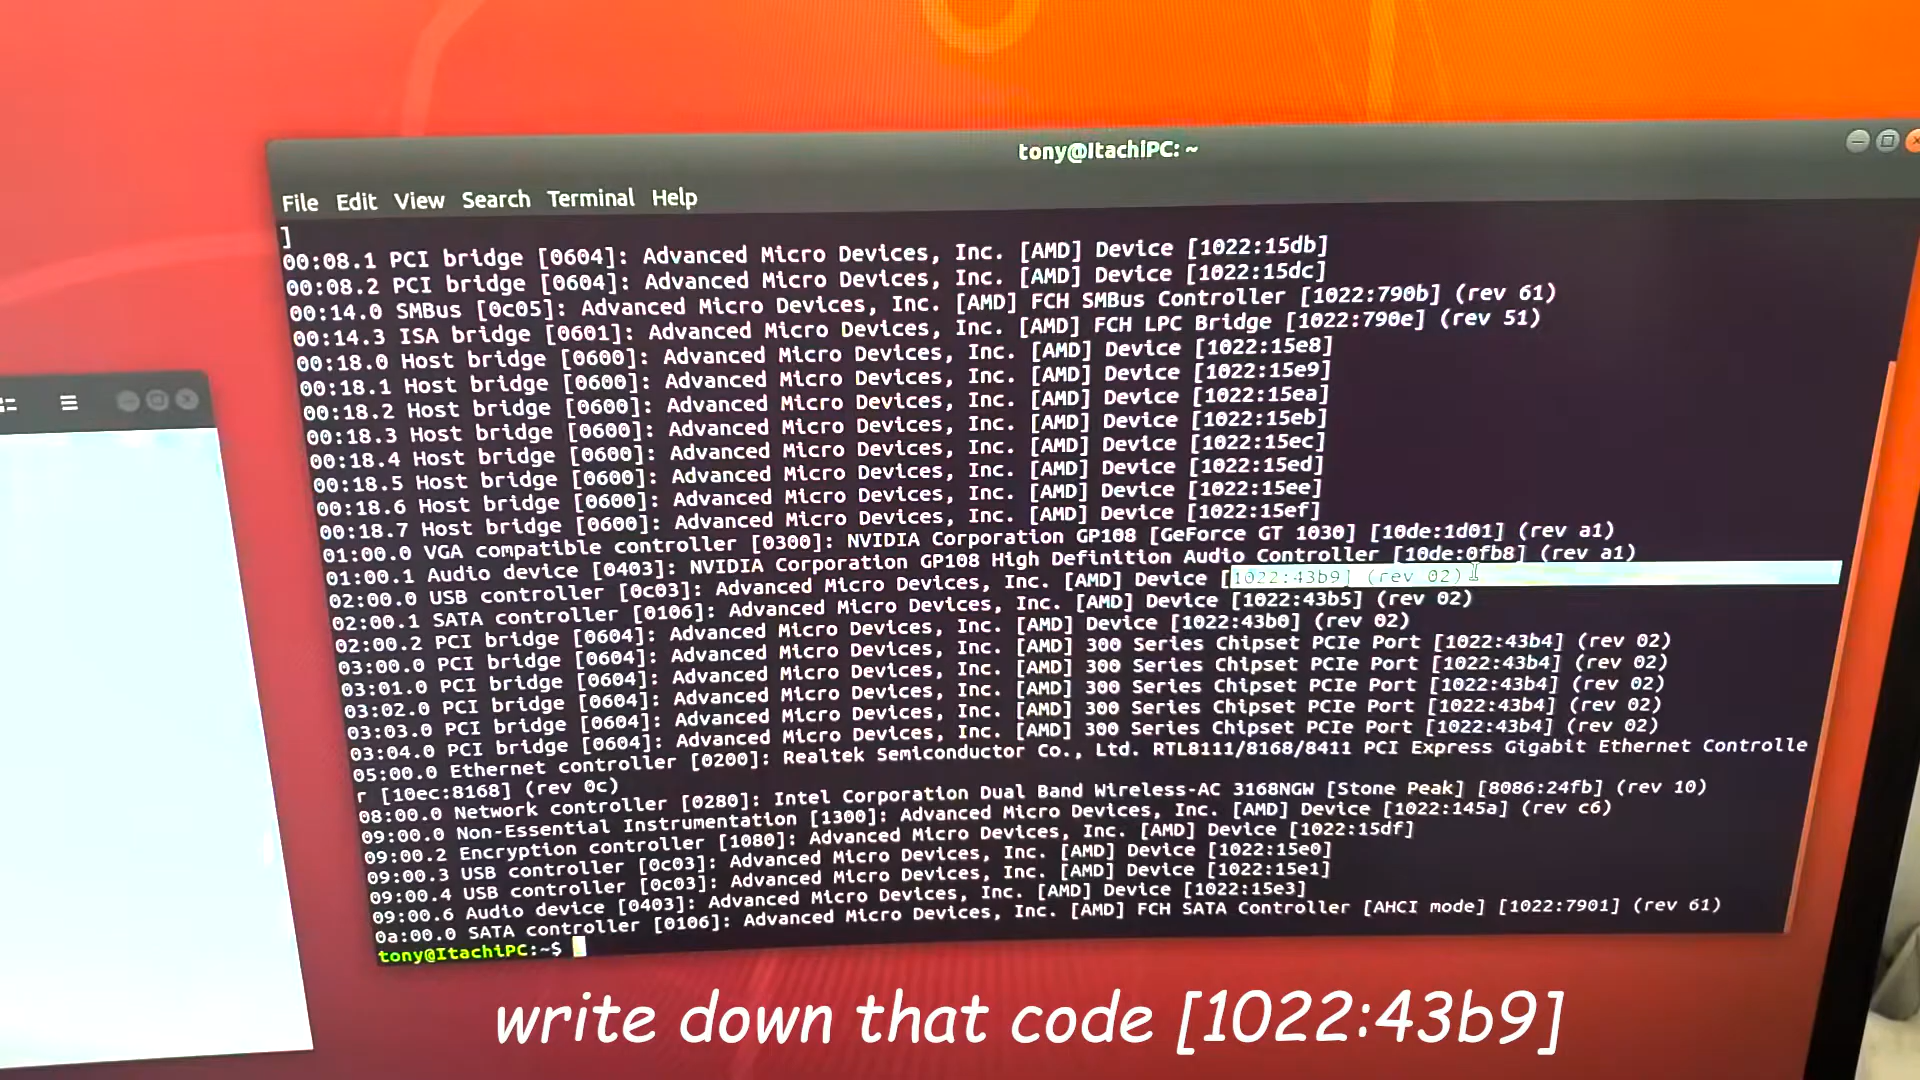 tony@ItachiPC: ~
File Edit View Search Terminal Help
]
00:08.1 PCI bridge [0604]: Advanced Micro Devices, Inc. [AMD] Device [1022:15db]
00:08.2 PCI bridge [0604]: Advanced Micro Devices, Inc. [AMD] Device [1022:15dc]
00:14.0 SMBus [0c05]: Advanced Micro Devices, Inc. [AMD] FCH SMBus Controller [1022:790b] (rev 61)
00:14.3 ISA bridge [0601]: Advanced Micro Devices, Inc. [AMD] FCH LPC Bridge [1022:790e] (rev 51)
00:18.0 Host bridge [0600]: Advanced Micro Devices, Inc. [AMD] Device [1022:15e8]
00:18.1 Host bridge [0600]: Advanced Micro Devices, Inc. [AMD] Device [1022:15e9]
00:18.2 Host bridge [0600]: Advanced Micro Devices, Inc. [AMD] Device [1022:15ea]
00:18.3 Host bridge [0600]: Advanced Micro Devices, Inc. [AMD] Device [1022:15eb]
00:18.4 Host bridge [0600]: Advanced Micro Devices, Inc. [AMD] Device [1022:15ec]
00:18.5 Host bridge [0600]: Advanced Micro Devices, Inc. [AMD] Device [1022:15ed]
00:18.6 Host bridge [0600]: Advanced Micro Devices, Inc. [AMD] Device [1022:15ee]
00:18.7 Host bridge [0600]: Advanced Micro Devices, Inc. [AMD] Device [1022:15ef]
01:00.0 VGA compatible controller [0300]: NVIDIA Corporation GP108 [GeForce GT 1030] [10de:1d01] (rev a1)
01:00.1 Audio device [0403]: NVIDIA Corporation GP108 High Definition Audio Controller [10de:0fb8] (rev a1)
02:00.0 USB controller [0c03]: Advanced Micro Devices, Inc. [AMD] Device [1022:43b9] (rev 02)
02:00.1 SATA controller [0106]: Advanced Micro Devices, Inc. [AMD] Device [1022:43b5] (rev 02)
02:00.2 PCI bridge [0604]: Advanced Micro Devices, Inc. [AMD] Device [1022:43b0] (rev 02)
03:00.0 PCI bridge [0604]: Advanced Micro Devices, Inc. [AMD] 300 Series Chipset PCIe Port [1022:43b4] (rev 02)
03:01.0 PCI bridge [0604]: Advanced Micro Devices, Inc. [AMD] 300 Series Chipset PCIe Port [1022:43b4] (rev 02)
03:02.0 PCI bridge [0604]: Advanced Micro Devices, Inc. [AMD] 300 Series Chipset PCIe Port [1022:43b4] (rev 02)
03:03.0 PCI bridge [0604]: Advanced Micro Devices, Inc. [AMD] 300 Series Chipset PCIe Port [1022:43b4] (rev 02)
03:04.0 PCI bridge [0604]: Advanced Micro Devices, Inc. [AMD] 300 Series Chipset PCIe Port [1022:43b4] (rev 02)
05:00.0 Ethernet controller [0200]: Realtek Semiconductor Co., Ltd. RTL8111/8168/8411 PCI Express Gigabit Ethernet Controlle
r [10ec:8168] (rev 0c)
08:00.0 Network controller [0280]: Intel Corporation Dual Band Wireless-AC 3168NGW [Stone Peak] [8086:24fb] (rev 10)
09:00.0 Non-Essential Instrumentation [1300]: Advanced Micro Devices, Inc. [AMD] Device [1022:145a] (rev c6)
09:00.2 Encryption controller [1080]: Advanced Micro Devices, Inc. [AMD] Device [1022:15df]
09:00.3 USB controller [0c03]: Advanced Micro Devices, Inc. [AMD] Device [1022:15e0]
09:00.4 USB controller [0c03]: Advanced Micro Devices, Inc. [AMD] Device [1022:15e1]
09:00.6 Audio device [0403]: Advanced Micro Devices, Inc. [AMD] Device [1022:15e3]
0a:00.0 SATA controller [0106]: Advanced Micro Devices, Inc. [AMD] FCH SATA Controller [AHCI mode] [1022:7901] (rev 61)
tony@ItachiPC:~$
write down that code [1022:43b9]